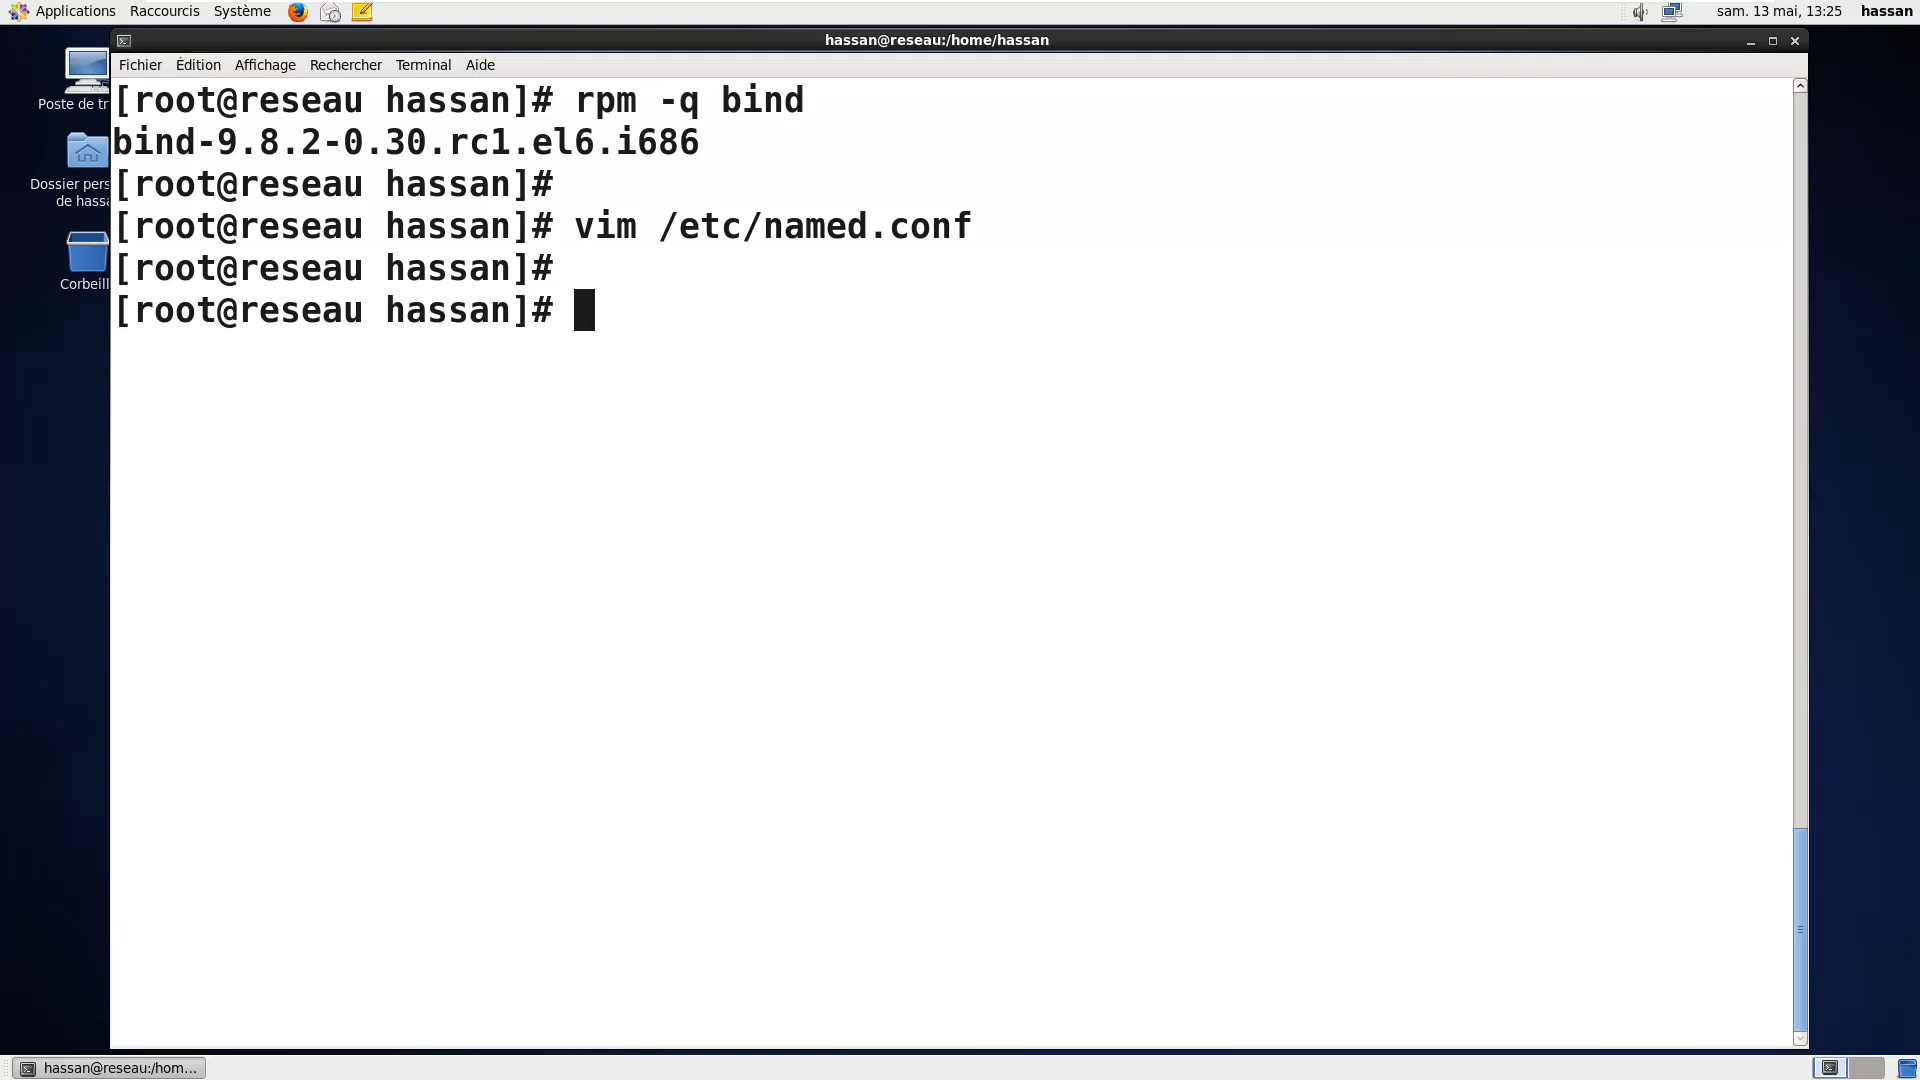 Applications Raccourcis Système sam. 13 mai, 13:25 hassan
hassan@reseau:/home/hassan
Fichier Édition Affichage Rechercher Terminal Aide
Poste de tr
Dossier pers
de hassa
Corbeill
[root@reseau hassan]# rpm -q bind
bind-9.8.2-0.30.rc1.el6.i686
[root@reseau hassan]#
[root@reseau hassan]# vim /etc/named.conf
[root@reseau hassan]#
[root@reseau hassan]#
hassan@reseau:/hom...